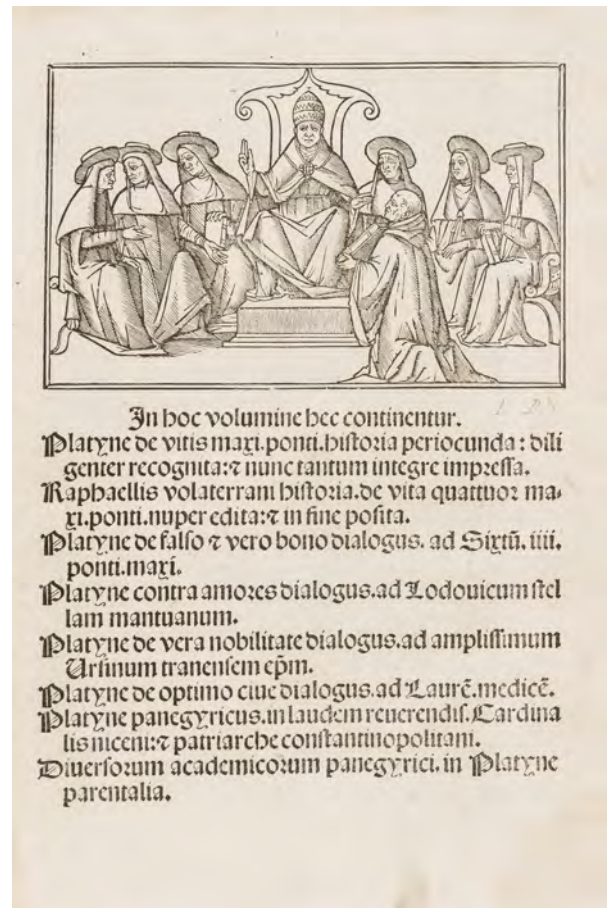 In hoc volumine hec continentur.
Platyne de vitis maxi.ponti.historia periocunda: dili
genter recognita:⁊ nunc tantum integre impressa.
Raphaellis volaterrani historia.de vita quattuor ma-
xi.ponti.nuper edita:⁊ in fine posita.
Platyne de falso ⁊ vero bono dialogus. ad Sixtū. iiii.
ponti.maxi.
Platyne contra amores dialogus.ad Lodouicum stel
lam mantuanum.
Platyne de vera nobilitate dialogus.ad amplissimum
Ursinum tranensem ep̄m.
Platyne de optimo ciue dialogus.ad Laurē.medicē.
Platyne panegyricus.in laudem reuerendis.Cardina
lis niceni:⁊ patriarche constantinopolitani.
Diuersorum academicorum panegyrici.in Platyne
parentalia.